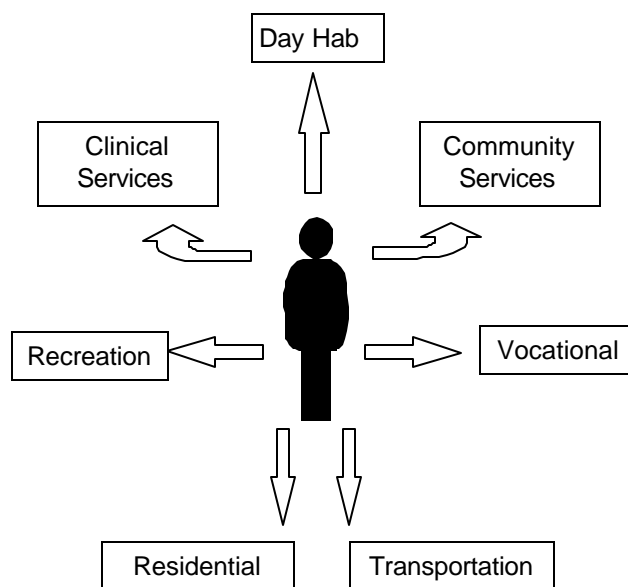 Day Hab
Clinical
Services
Community
Services
Recreation
Vocational
Residential
Transportation